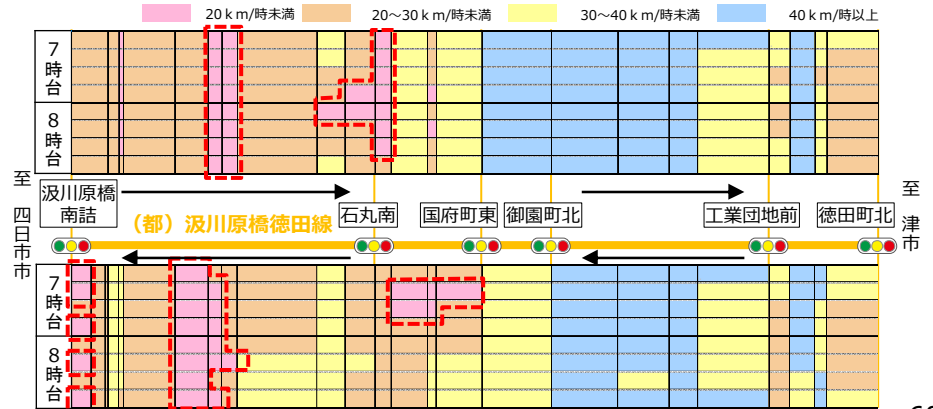 20km/時未満 20～30km/時未満 30～40km/時未満 40km/時以上
7時台
8時台
至 四日市市
汲川原橋南詰
石丸南
国府町東
御園町北
工業団地前
徳田町北
至 津市
（都）汲川原橋徳田線
7時台
8時台